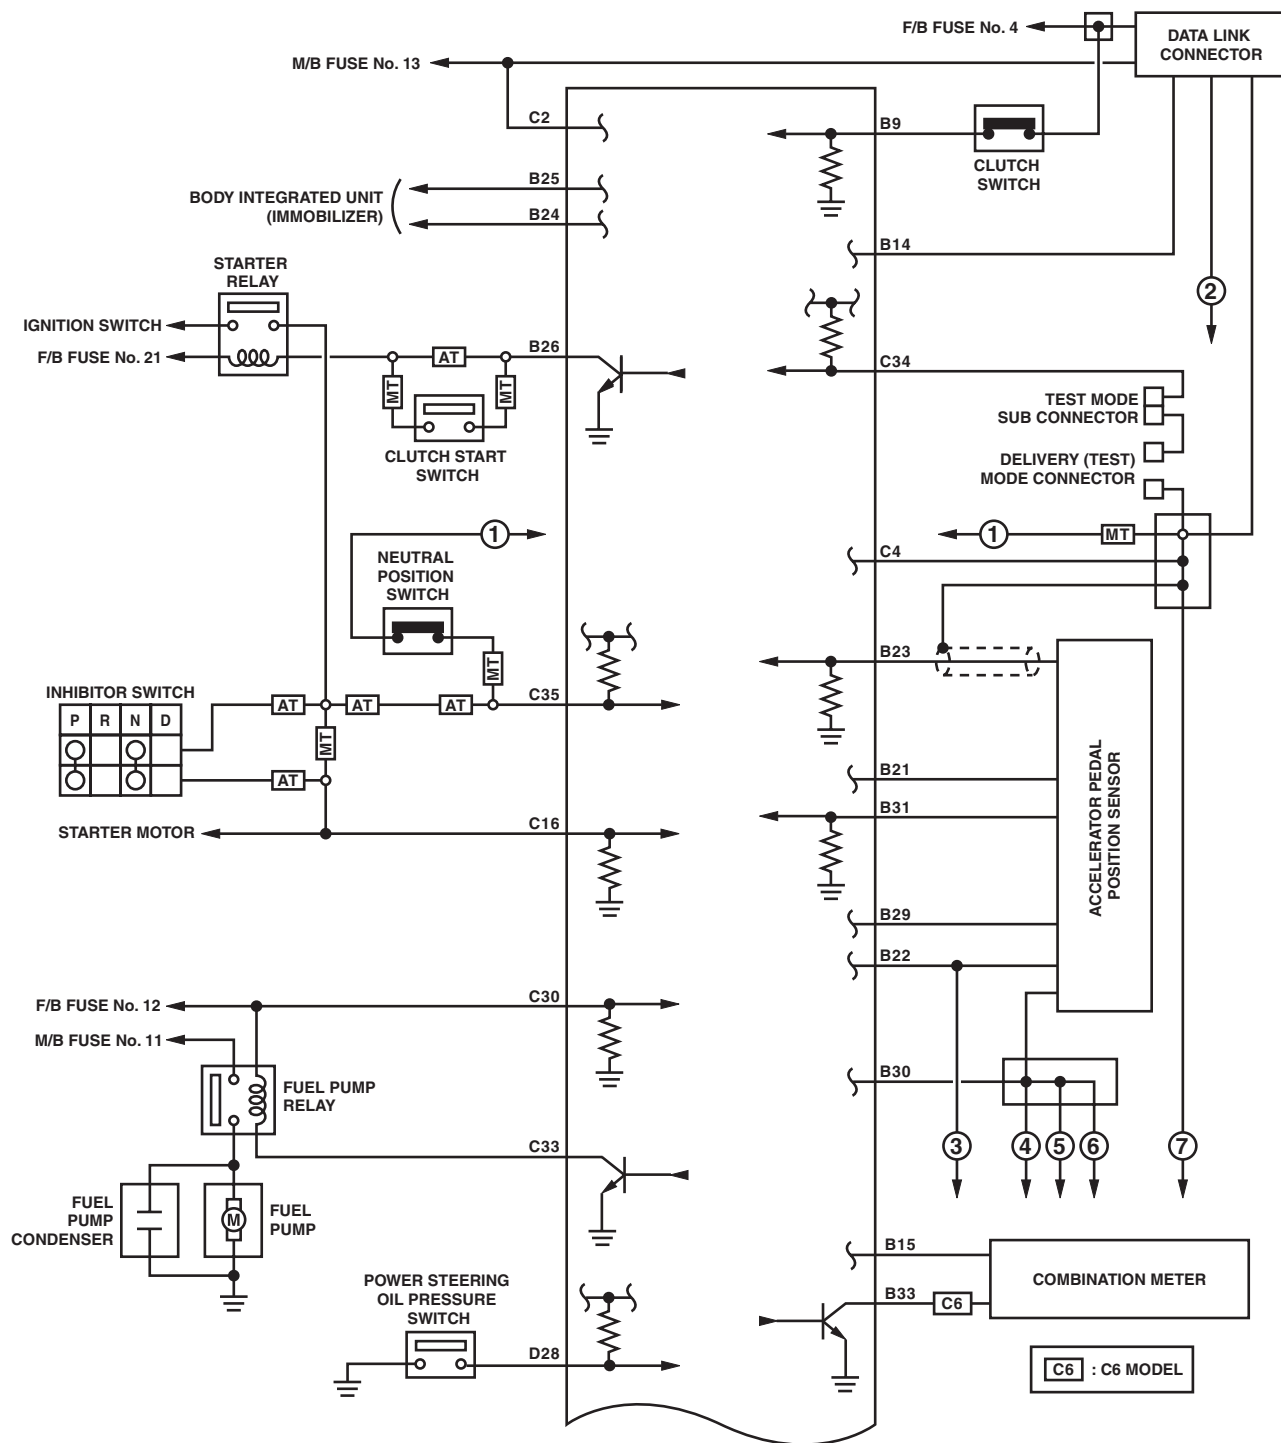 F/B FUSE No. 4
DATA LINK
CONNECTOR
M/B FUSE No. 13
C2
B9
CLUTCH
SWITCH
BODY INTEGRATED UNIT
(IMMOBILIZER)
B25
B24
B14
STARTER
RELAY
2
IGNITION SWITCH
F/B FUSE No. 21
AT
B26
MT
MT
C34
TEST MODE
SUB CONNECTOR
CLUTCH START
SWITCH
DELIVERY (TEST)
MODE CONNECTOR
1
1
MT
NEUTRAL
POSITION
SWITCH
C4
B23
MT
INHIBITOR SWITCH
P R N D
AT
AT
AT
C35
MT
AT
B21
B31
STARTER MOTOR
C16
ACCELERATOR PEDAL
POSITION SENSOR
B29
B22
F/B FUSE No. 12
C30
M/B FUSE No. 11
FUEL PUMP
RELAY
B30
C33
3
4
5
6
7
FUEL
PUMP
CONDENSER
M
FUEL
PUMP
B15
COMBINATION METER
B33
C6
POWER STEERING
OIL PRESSURE
SWITCH
D28
C6 : C6 MODEL